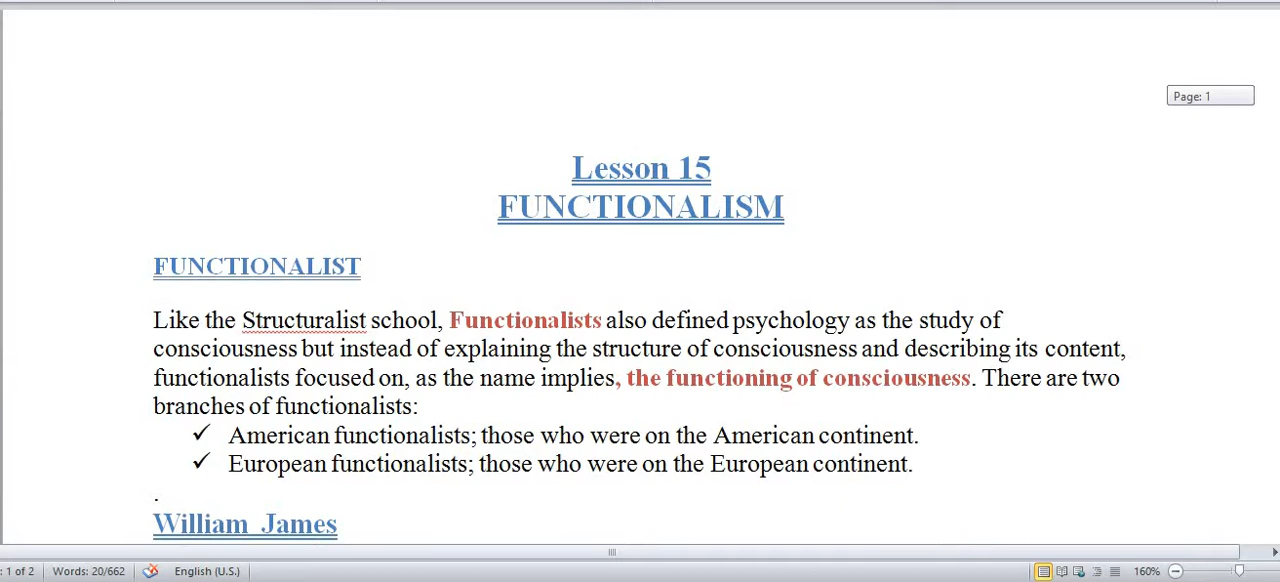 Page: 1
Lesson 15
FUNCTIONALISM
FUNCTIONALIST
Like the Structuralist school, Functionalists also defined psychology as the study of
consciousness but instead of explaining the structure of consciousness and describing its content,
functionalists focused on, as the name implies, the functioning of consciousness. There are two
branches of functionalists:
✓ American functionalists; those who were on the American continent.
✓ European functionalists; those who were on the European continent.
.
William James
: 1 of 2 Words: 20/662 English (U.S.) 160%